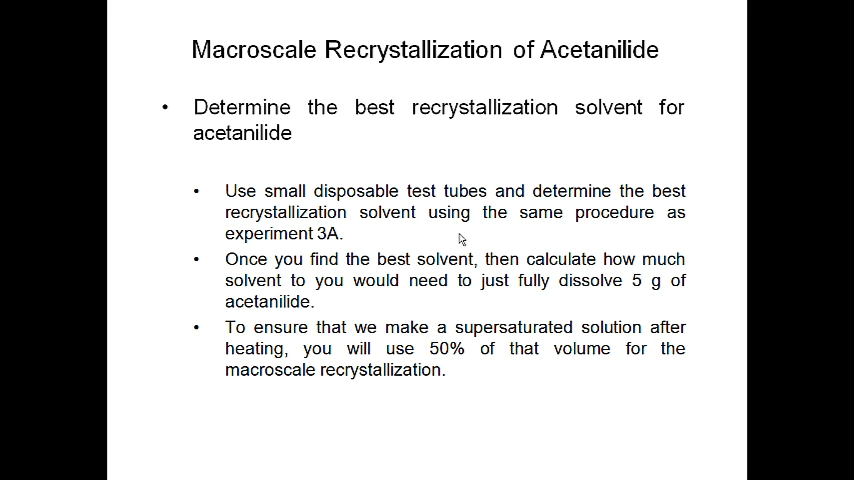 Macroscale Recrystallization of Acetanilide
• Determine the best recrystallization solvent for
acetanilide
• Use small disposable test tubes and determine the best
recrystallization solvent using the same procedure as
experiment 3A.
• Once you find the best solvent, then calculate how much
solvent to you would need to just fully dissolve 5 g of
acetanilide.
• To ensure that we make a supersaturated solution after
heating, you will use 50% of that volume for the
macroscale recrystallization.